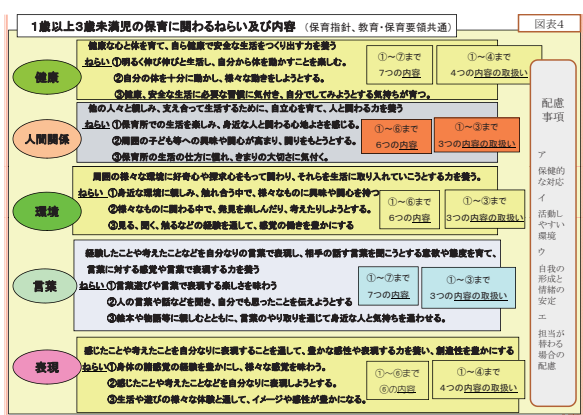 1歳以上3歳未満児の保育に関わるねらい及び内容 （保育指針、教育・保育要領共通）
図表4
健康
健康な心と体を育て、自ら健康で安全な生活をつくり出す力を養う
ねらい ①明るく伸び伸びと生活し、自分から体を動かすことを楽しむ。
②自分の体を十分に動かし、様々な動きをしようとする。
③健康、安全な生活に必要な習慣に気付き、自分でしてみようとする気持ちが育つ。
①～⑦まで
7つの内容
①～④まで
4つの内容の取扱い
人間関係
他の人々と親しみ、支え合って生活するために、自立心を育て、人と関わる力を養う
ねらい ①保育所での生活を楽しみ、身近な人と関わる心地よさを感じる。
②周囲の子ども等への興味や関心が高まり、関りをもとうとする。
③保育所の生活の仕方に慣れ、きまりの大切さに気付く。
①～⑥まで
6つの内容
①～③まで
3つの内容の取扱い
環境
周囲の様々な環境に好奇心や探求心をもって関わり、それらを生活に取り入れていこうとする力を養う。
ねらい ①身近な環境に親しみ、触れ合う中で、様々なものに興味や関心を持つ
②様々なものに関わる中で、発見を楽しんだり、考えたりしようとする。
③見る、聞く、触るなどの経験を通して、感覚の働きを豊かにする
①～⑥まで
6つの内容
①～③まで
3つの内容の取扱い
言葉
経験したことや考えたことなどを自分なりの言葉で表現し、相手の話す言葉を聞こうとする意欲や態度を育て、
言葉に対する感覚や言葉で表現する力を養う
ねらい ①言葉遊びや言葉で表現する楽しさを味わう
②人の言葉や話などを聞き、自分でも思ったことを伝えようとする
③絵本や物語等に親しむとともに、言葉のやり取りを通じて身近な人と気持ちを通わせる。
①～⑦まで
7つの内容
①～③まで
3つの内容の取扱い
表現
感じたことや考えたことを自分なりに表現することを通して、豊かな感性や表現する力を養い、創造性を豊かにする
ねらい①身体の諸感覚の経験を豊かにし、様々な感覚を味わう。
②感じたことや考えたことなどを自分なりに表現しようとする。
③生活や遊びの様々な体験と通して、イメージや感性が豊かになる。
①～⑥まで
⑥の内容
①～④まで
4つの内容の取扱い
配慮
事項
ア
保健的
な対応
イ
活動し
やすい
環境
ウ
自我の
形成と
情緒の
安定
エ
担当が
替わる
場合の
配慮